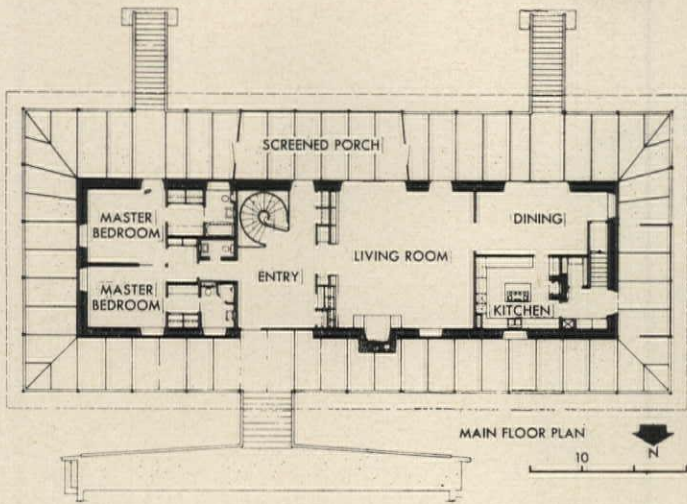 SCREENED PORCH
MASTER
BEDROOM
DINING
LIVING ROOM
ENTRY
MASTER
BEDROOM
KITCHEN
MAIN FLOOR PLAN
N
10